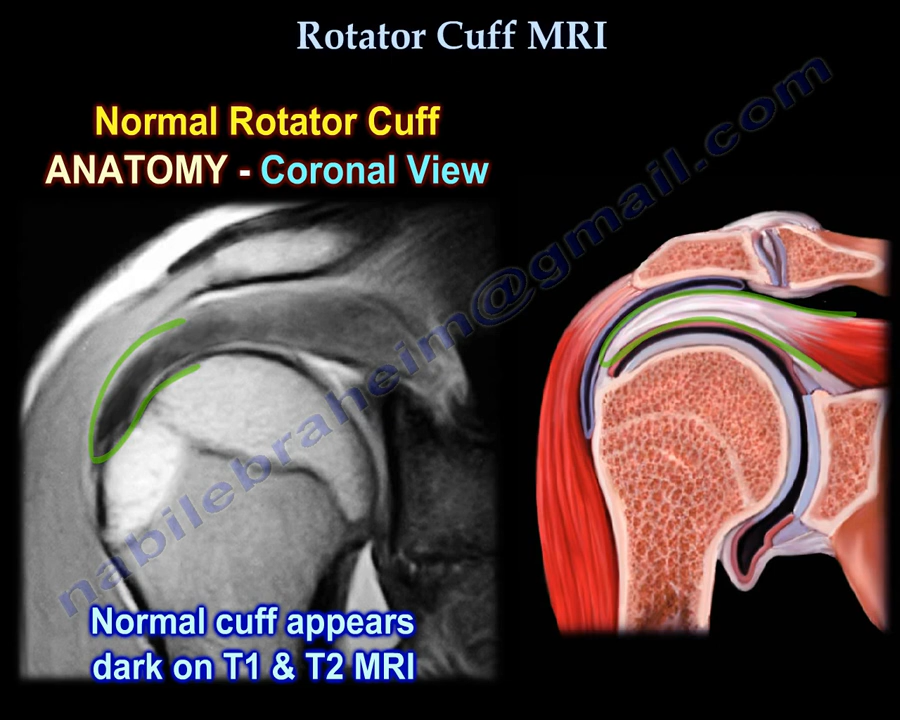 Rotator Cuff MRI
Normal Rotator Cuff
ANATOMY - Coronal View
nabilebraheim@gmail.com
Normal cuff appears
dark on T1 & T2 MRI